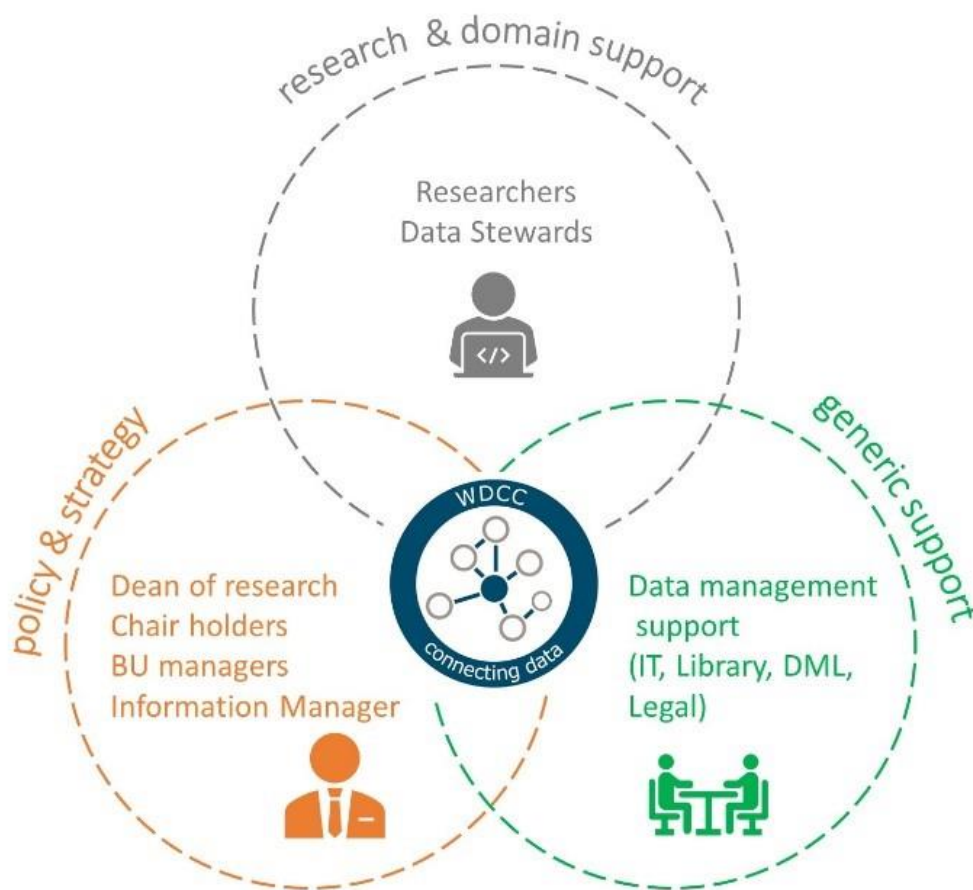 research & domain support
Researchers
Data Stewards
</>
policy & strategy
Dean of research
Chair holders
BU managers
Information Manager
WDCC
connecting data
generic support
Data management
support
(IT, Library, DML,
Legal)